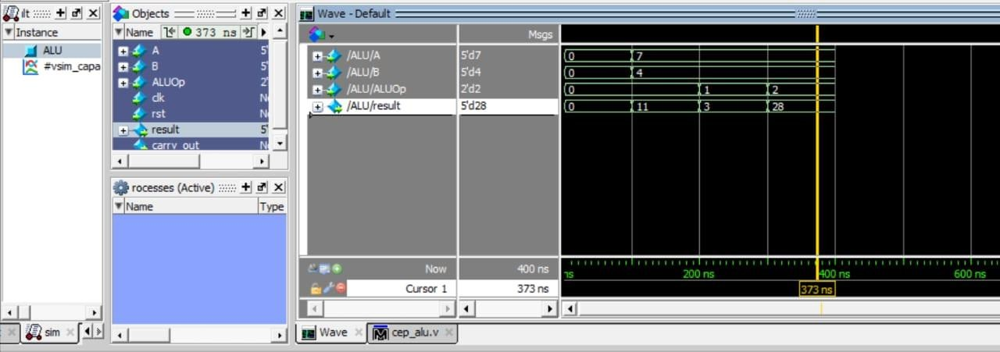 ılt
Instance
ALU
#vsim_capa
sim
Objects
Name 373 ns
A 5'
B 5'
ALUOp 2'
clk N
rst N
result 5'
carry_out N
rocesses (Active)
Name Type
Wave - Default
Msgs
/ALU/A 5'd7 0 7
/ALU/B 5'd4 0 4
/ALU/ALUOp 2'd2 0 1 2
/ALU/result 5'd28 0 11 3 28
Now 400 ns ns 200 ns 400 ns 600 ns
Cursor 1 373 ns 373 ns
Wave cep_alu.v